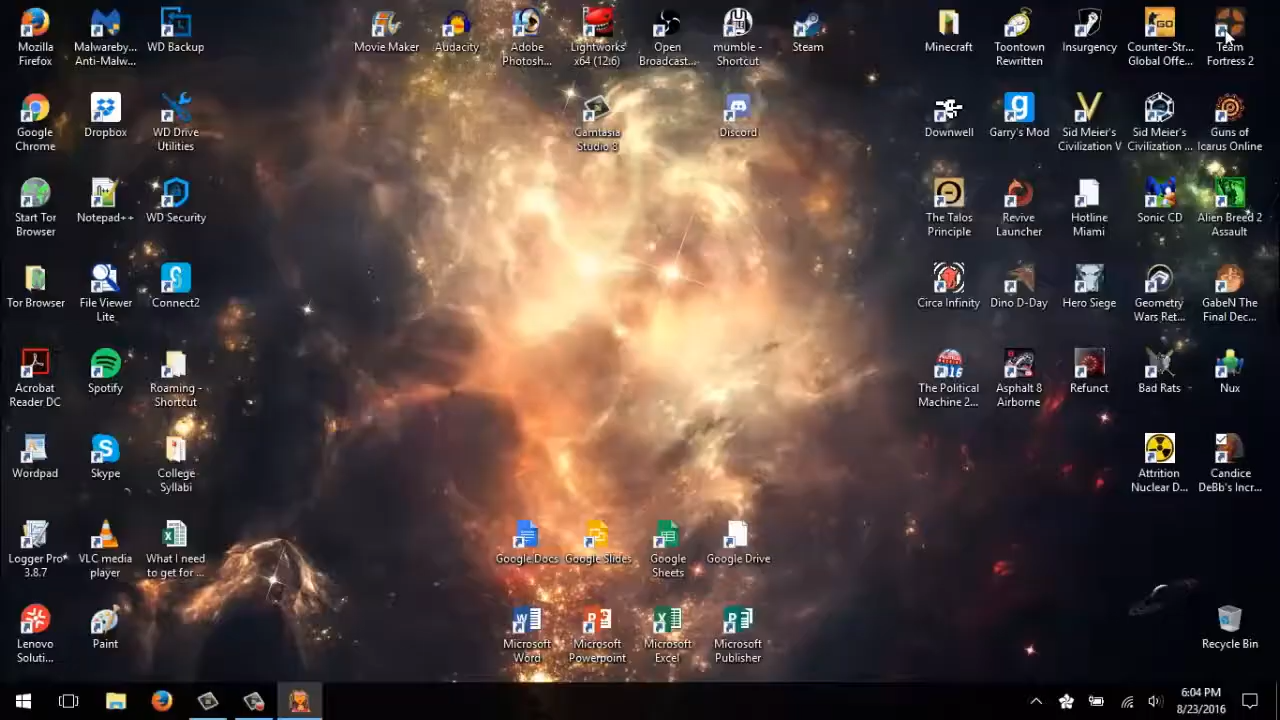 Mozilla
Firefox
Malwareby...
Anti-Malw...
WD Backup
Movie Maker
Audacity
Adobe
Photosh...
Lightworks
x64 (12.6)
Open
Broadcast...
mumble -
Shortcut
Steam
Minecraft
Toontown
Rewritten
Insurgency
Counter-Str...
Global Offe...
Team
Fortress 2
Google
Chrome
Dropbox
WD Drive
Utilities
Camtasia
Studio 8
Discord
Downwell
Garry's Mod
Sid Meier's
Civilization V
Sid Meier's
Civilization ...
Guns of
Icarus Online
Start Tor
Browser
Notepad++
WD Security
The Talos
Principle
Revive
Launcher
Hotline
Miami
Sonic CD
Alien Breed 2
Assault
Tor Browser
File Viewer
Lite
Connect2
Circa Infinity
Dino D-Day
Hero Siege
Geometry
Wars Ret...
GabeN The
Final Dec...
Acrobat
Reader DC
Spotify
Roaming -
Shortcut
The Political
Machine 2...
Asphalt 8
Airborne
Refunct
Bad Rats
Nux
Wordpad
Skype
College
Syllabi
Attrition
Nuclear D...
Candice
DeBb's Incr...
Logger Pro
3.8.7
VLC media
player
What I need
to get for ...
Google Docs
Google Slides
Google
Sheets
Google Drive
Lenovo
Soluti...
Paint
Microsoft
Word
Microsoft
Powerpoint
Microsoft
Excel
Microsoft
Publisher
Recycle Bin
6:04 PM
8/23/2016